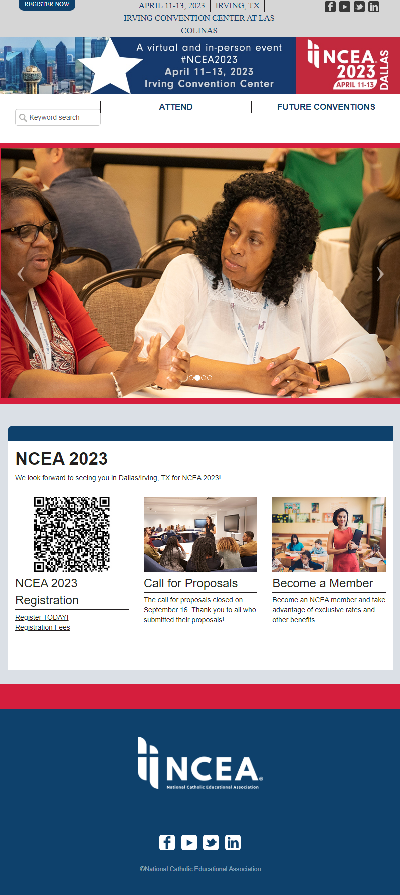 REGISTER NOW
APRIL 11-13, 2023 | IRVING, TX |
IRVING CONVENTION CENTER AT LAS
COLINAS
A virtual and in-person event
#NCEA2023
April 11–13, 2023
Irving Convention Center
NCEA
2023
APRIL 11-13
DALLAS
Keyword search
ATTEND
FUTURE CONVENTIONS
NCEA 2023
We look forward to seeing you in Dallas/Irving, TX for NCEA 2023!
NCEA 2023
Registration
Register TODAY!
Registration Fees
Call for Proposals
The call for proposals closed on
September 16. Thank you to all who
submitted their proposals!
Become a Member
Become an NCEA member and take
advantage of exclusive rates and
other benefits
NCEA
National Catholic Educational Association
©National Catholic Educational Association